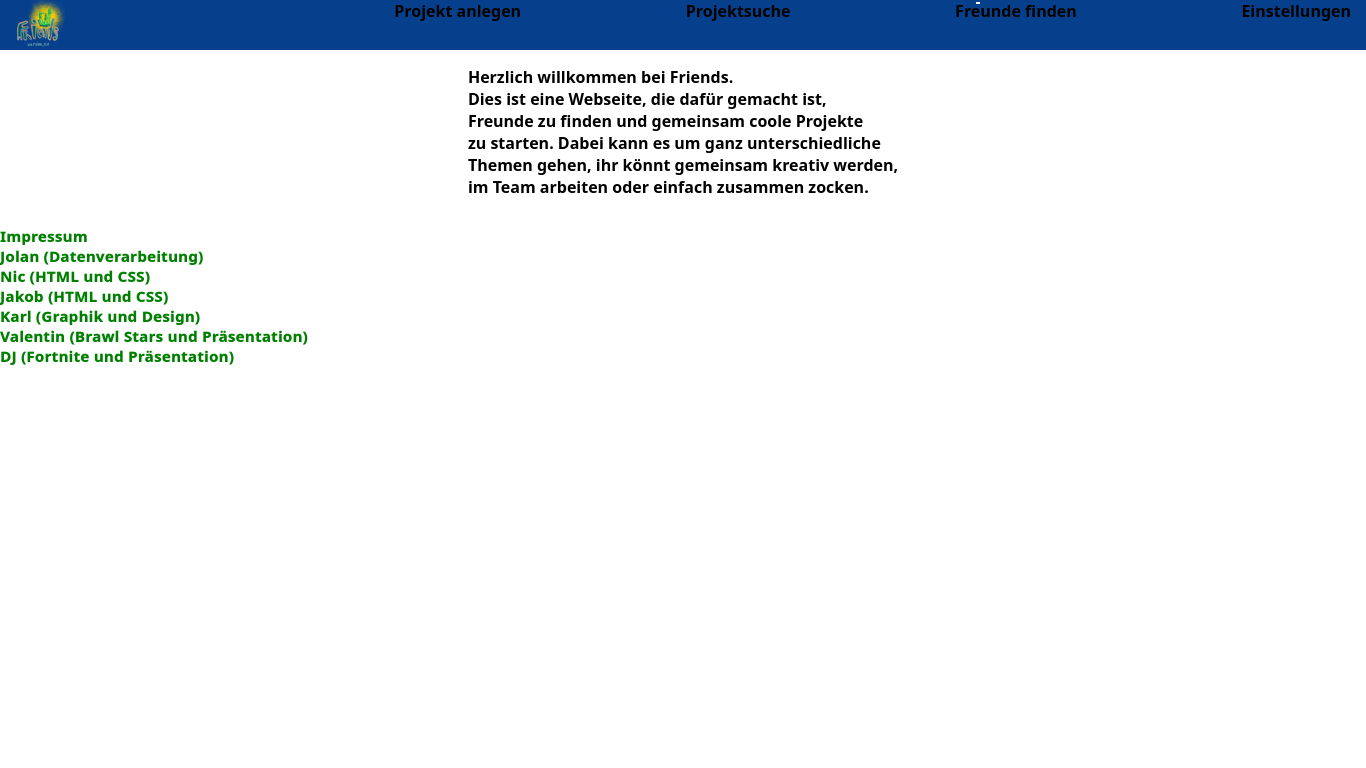 Projekt anlegen
Projektsuche
Freunde finden
Einstellungen
Herzlich willkommen bei Friends.
Dies ist eine Webseite, die dafür gemacht ist,
Freunde zu finden und gemeinsam coole Projekte
zu starten. Dabei kann es um ganz unterschiedliche
Themen gehen, ihr könnt gemeinsam kreativ werden,
im Team arbeiten oder einfach zusammen zocken.
Impressum
Jolan (Datenverarbeitung)
Nic (HTML und CSS)
Jakob (HTML und CSS)
Karl (Graphik und Design)
Valentin (Brawl Stars und Präsentation)
DJ (Fortnite und Präsentation)